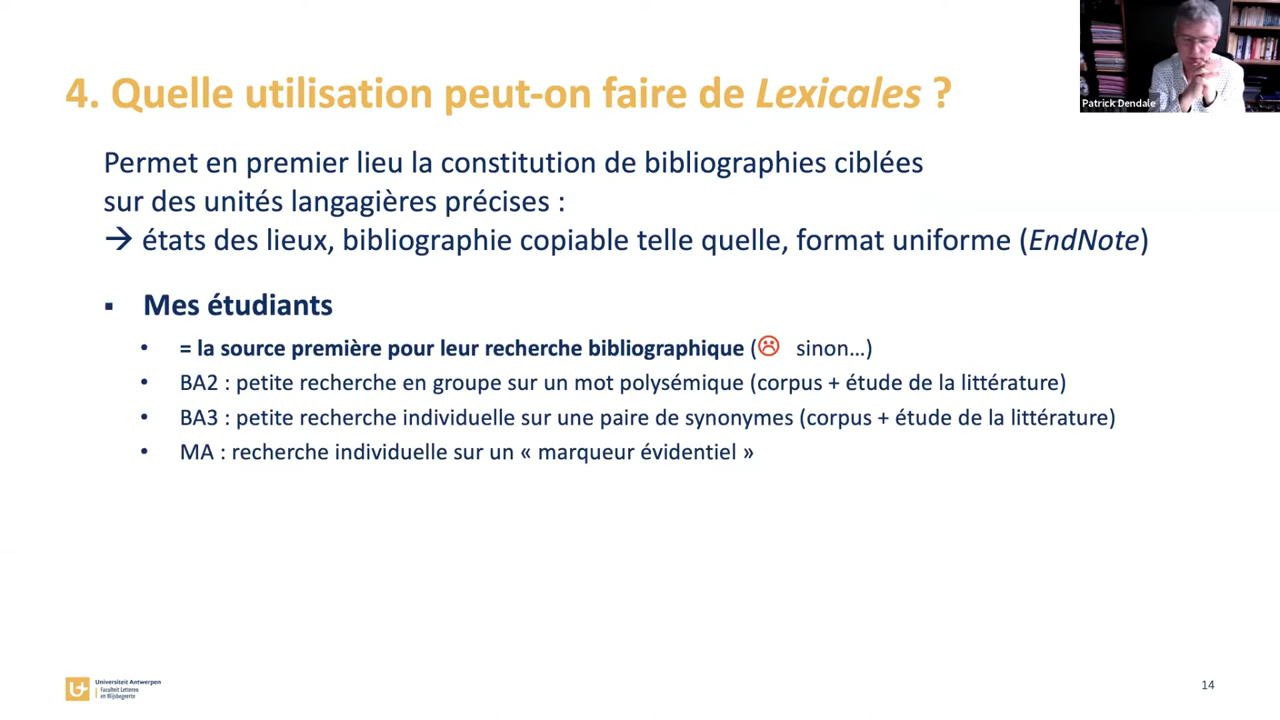 4. Quelle utilisation peut-on faire de Lexicales ?
Patrick Dendale
Permet en premier lieu la constitution de bibliographies ciblées
sur des unités langagières précises :
→ états des lieux, bibliographie copiable telle quelle, format uniforme (EndNote)
▪ Mes étudiants
• = la source première pour leur recherche bibliographique (☹ sinon…)
• BA2 : petite recherche en groupe sur un mot polysémique (corpus + étude de la littérature)
• BA3 : petite recherche individuelle sur une paire de synonymes (corpus + étude de la littérature)
• MA : recherche individuelle sur un « marqueur évidentiel »
Universiteit Antwerpen
Faculteit Letteren
en Wijsbegeerte
14